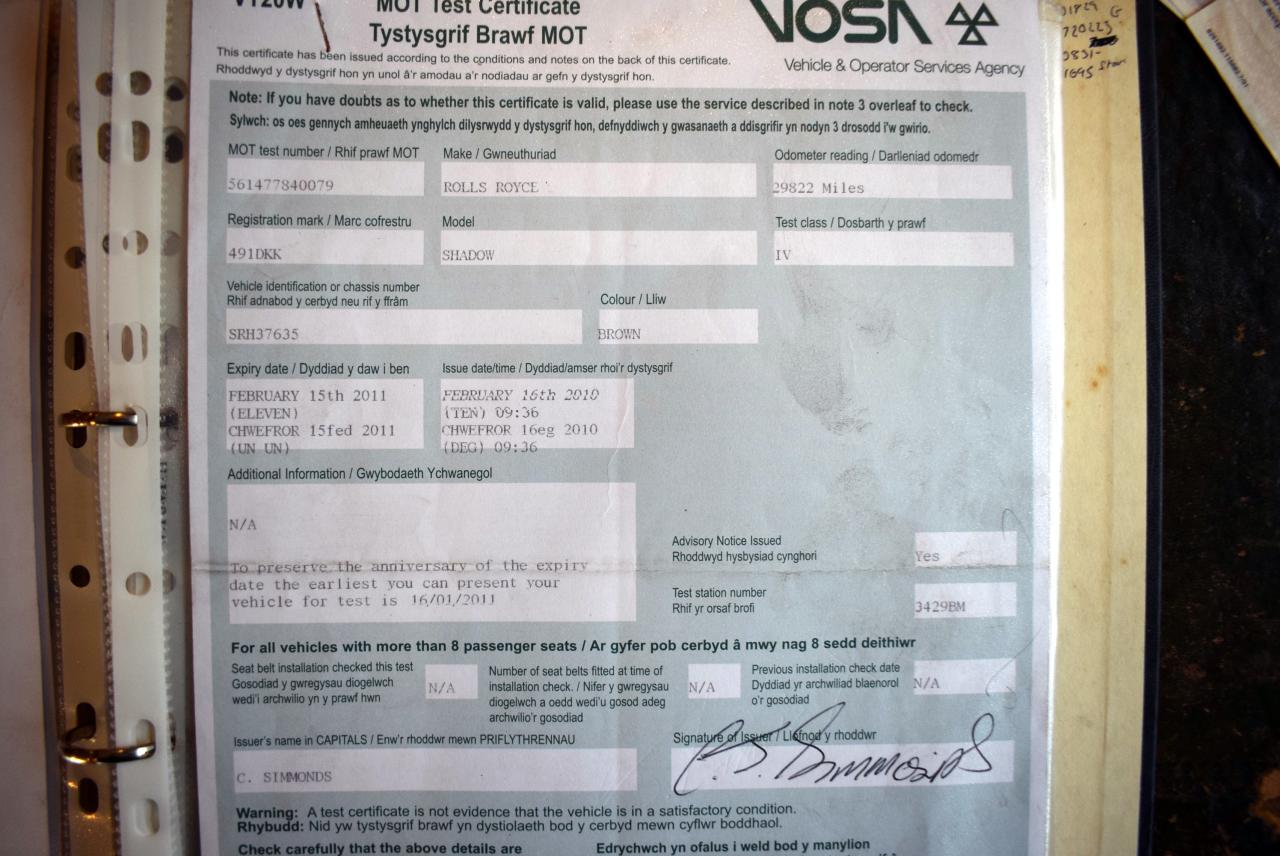 VT20W
MOT Test Certificate
Tystysgrif Brawf MOT
VOSA
Vehicle & Operator Services Agency
This certificate has been issued according to the conditions and notes on the back of this certificate.
Rhoddwyd y dystysgrif hon yn unol â'r amodau a'r nodiadau ar gefn y dystysgrif hon.
Note: If you have doubts as to whether this certificate is valid, please use the service described in note 3 overleaf to check.
Sylwch: os oes gennych amheuaeth ynghylch dilysrwydd y dystysgrif hon, defnyddiwch y gwasanaeth a ddisgrifir yn nodyn 3 drosodd i'w gwirio.
MOT test number / Rhif prawf MOT
561477840079
Make / Gwneuthuriad
ROLLS ROYCE
Odometer reading / Darlleniad odomedr
29822 Miles
Registration mark / Marc cofrestru
491DKK
Model
SHADOW
Test class / Dosbarth y prawf
IV
Vehicle identification or chassis number
Rhif adnabod y cerbyd neu rif y ffrâm
SRH37635
Colour / Lliw
BROWN
Expiry date / Dyddiad y daw i ben
FEBRUARY 15th 2011
(ELEVEN)
CHWEFROR 15fed 2011
(UN UN)
Issue date/time / Dyddiad/amser rhoi'r dystysgrif
FEBRUARY 16th 2010
(TEN) 09:36
CHWEFROR 16eg 2010
(DEG) 09:36
Additional Information / Gwybodaeth Ychwanegol
N/A
To preserve the anniversary of the expiry
date the earliest you can present your
vehicle for test is 16/01/2011
Advisory Notice Issued
Rhoddwyd hysbysiad cynghori
Yes
Test station number
Rhif yr orsaf brofi
3429BM
For all vehicles with more than 8 passenger seats / Ar gyfer pob cerbyd â mwy nag 8 sedd deithiwr
Seat belt installation checked this test
Gosodiad y gwregysau diogelwch
wedi'i archwilio yn y prawf hwn
N/A
Number of seat belts fitted at time of
installation check. / Nifer y gwregysau
diogelwch a oedd wedi'u gosod adeg
archwilio'r gosodiad
N/A
Previous installation check date
Dyddiad yr archwiliad blaenorol
o'r gosodiad
N/A
Issuer's name in CAPITALS / Enw'r rhoddwr mewn PRIFLYTHRENNAU
C. SIMMONDS
Signature of Issuer / Llofnod y rhoddwr
C. J. Simmonds
Warning: A test certificate is not evidence that the vehicle is in a satisfactory condition.
Rhybudd: Nid yw tystysgrif brawf yn dystiolaeth bod y cerbyd mewn cyflwr boddhaol.
Check carefully that the above details are
Edrychwch yn ofalus i weld bod y manylion